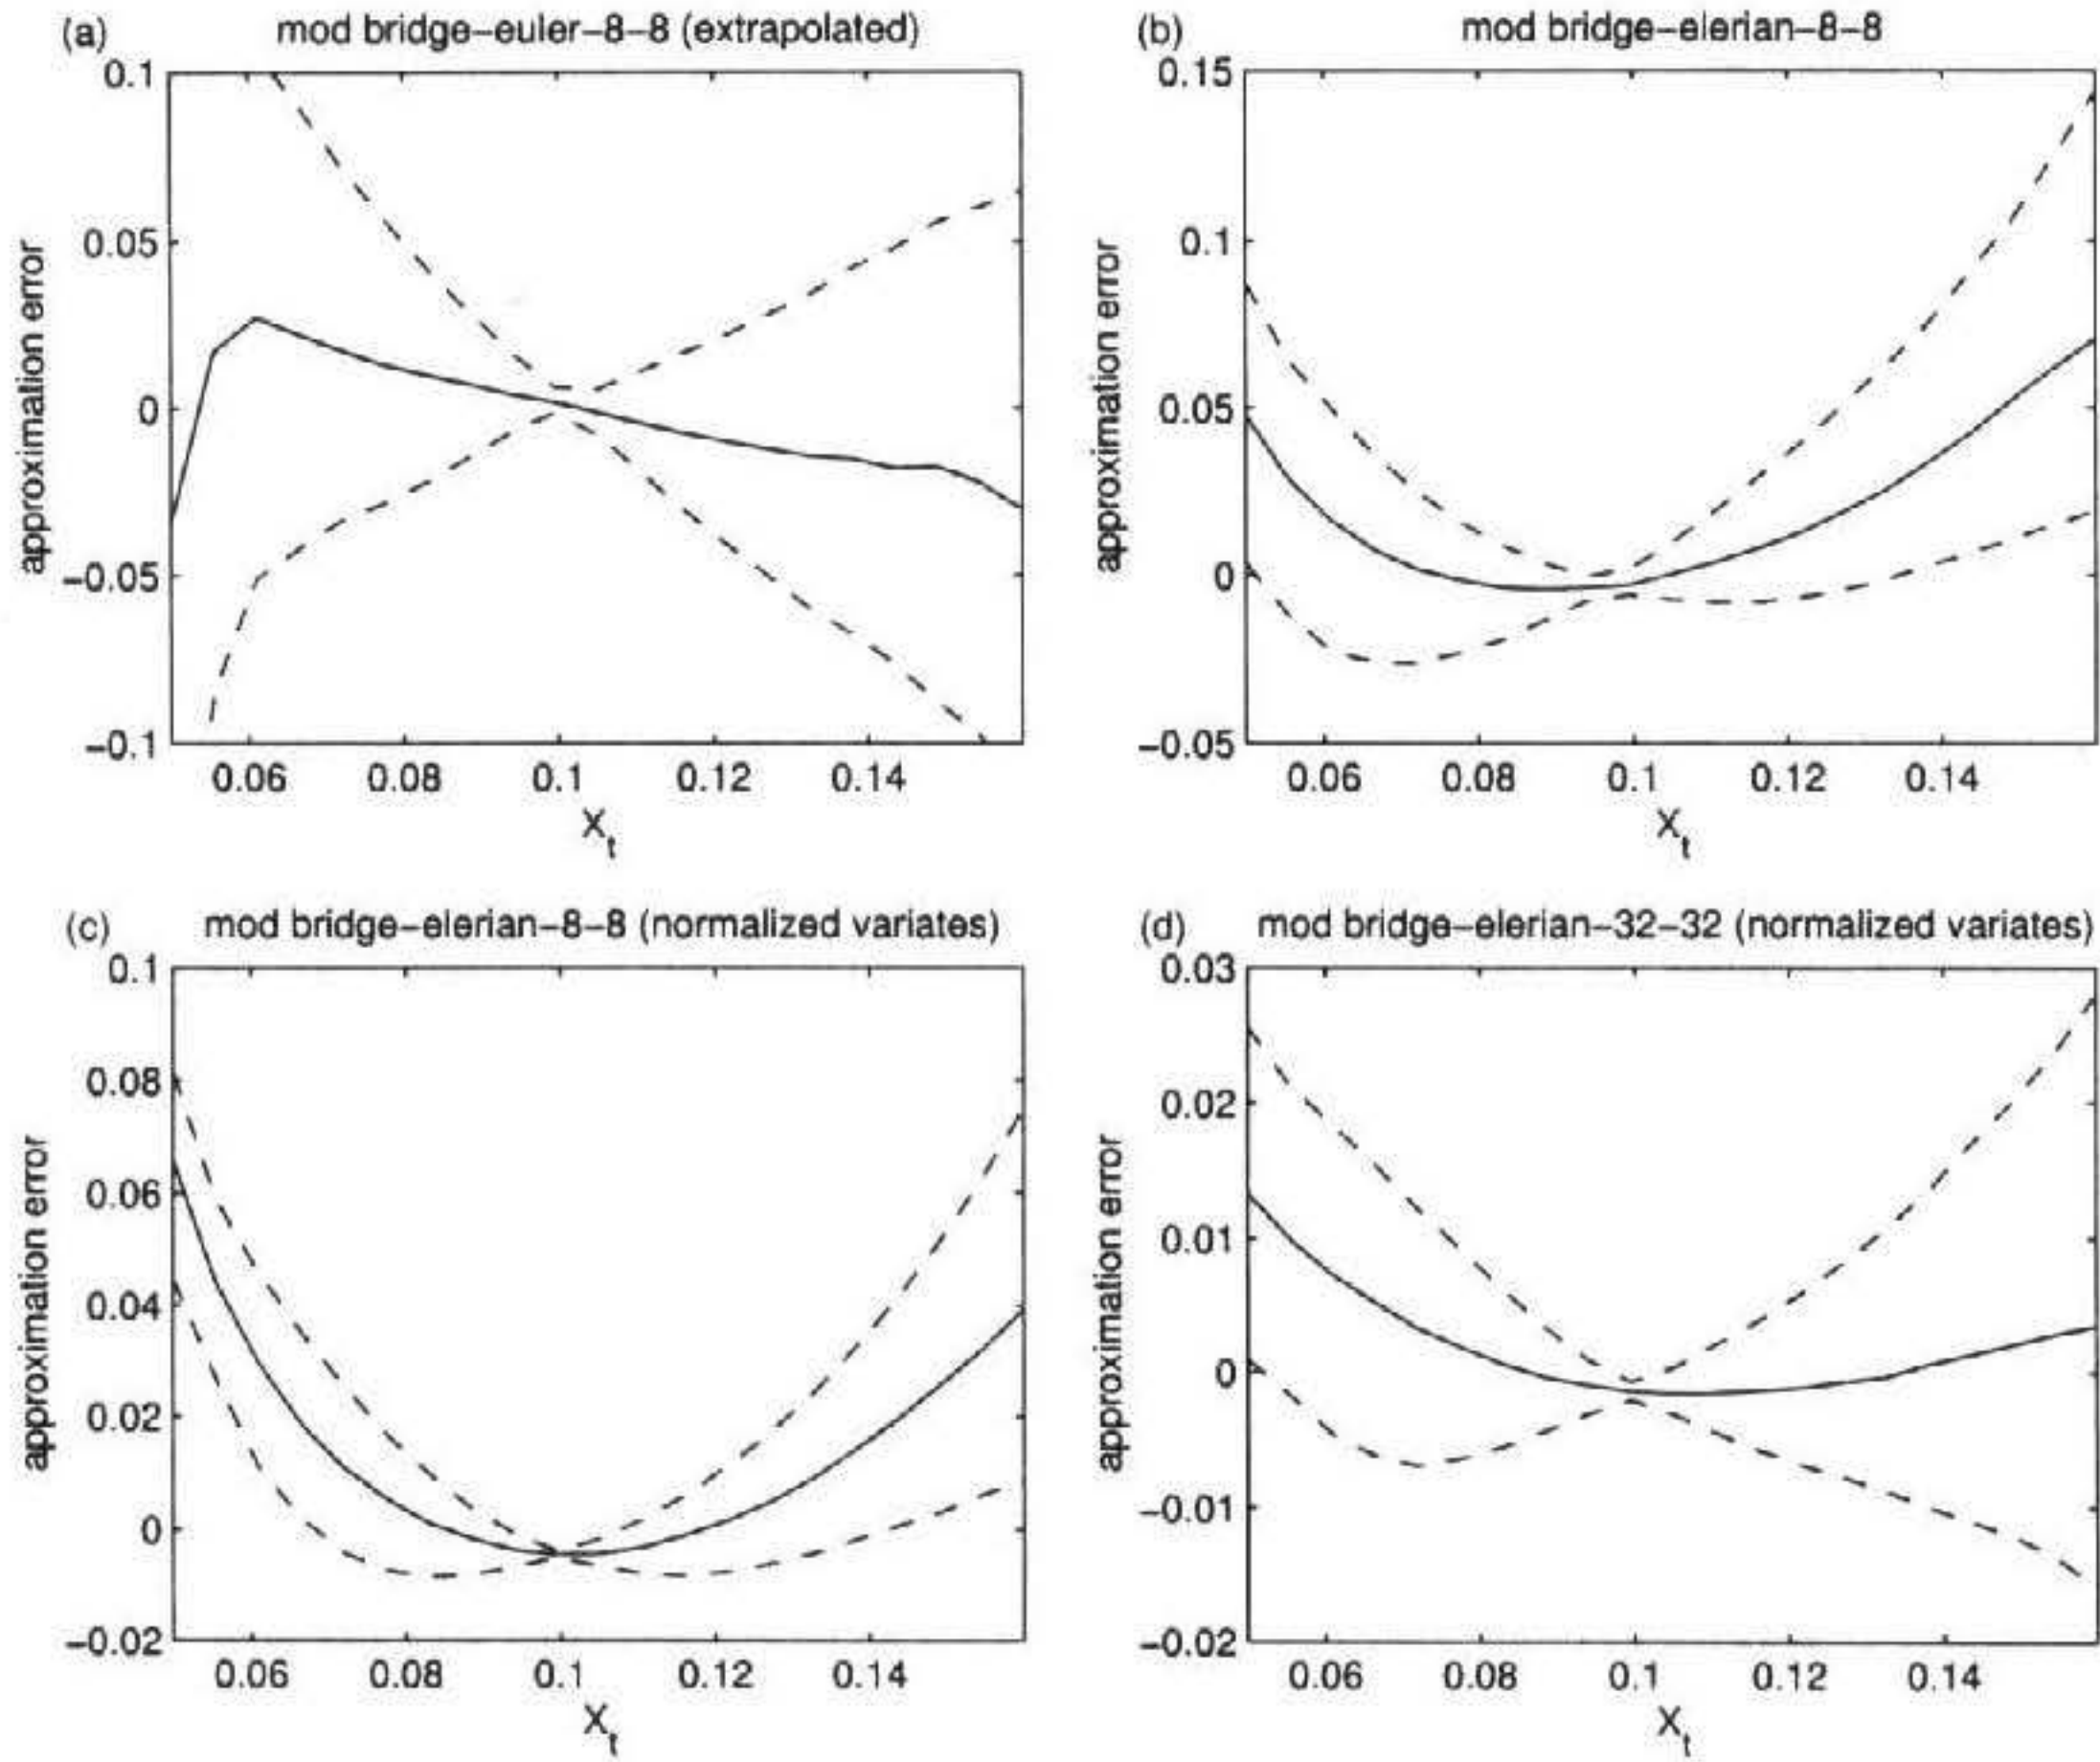 (a) mod bridge–euler–8–8 (extrapolated)
0.1
0.05
0
–0.05
–0.1
approximation error
0.06 0.08 0.1 0.12 0.14
Xt
(b) mod bridge–elerian–8–8
0.15
0.1
0.05
0
–0.05
approximation error
0.06 0.08 0.1 0.12 0.14
Xt
(c) mod bridge–elerian–8–8 (normalized variates)
0.1
0.08
0.06
0.04
0.02
0
–0.02
approximation error
0.06 0.08 0.1 0.12 0.14
Xt
(d) mod bridge–elerian–32–32 (normalized variates)
0.03
0.02
0.01
0
–0.01
–0.02
approximation error
0.06 0.08 0.1 0.12 0.14
Xt